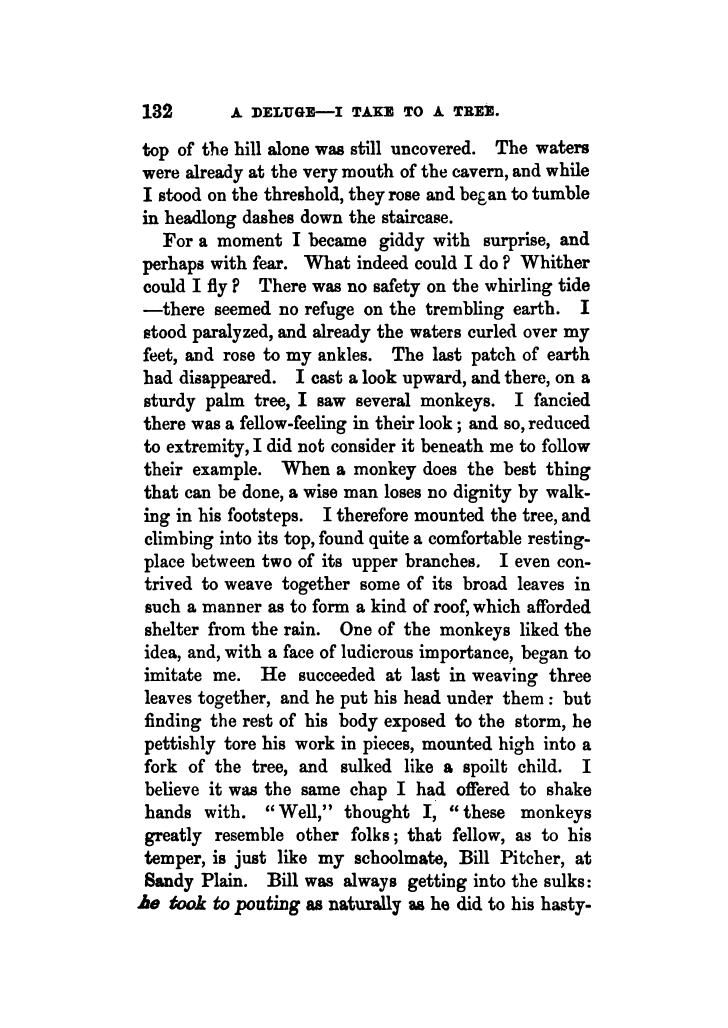 132 A DELUGE—I TAKE TO A TREE.
top of the hill alone was still uncovered. The waters
were already at the very mouth of the cavern, and while
I stood on the threshold, they rose and began to tumble
in headlong dashes down the staircase.
For a moment I became giddy with surprise, and
perhaps with fear. What indeed could I do? Whither
could I fly? There was no safety on the whirling tide
—there seemed no refuge on the trembling earth. I
stood paralyzed, and already the waters curled over my
feet, and rose to my ankles. The last patch of earth
had disappeared. I cast a look upward, and there, on a
sturdy palm tree, I saw several monkeys. I fancied
there was a fellow-feeling in their look; and so, reduced
to extremity, I did not consider it beneath me to follow
their example. When a monkey does the best thing
that can be done, a wise man loses no dignity by walk-
ing in his footsteps. I therefore mounted the tree, and
climbing into its top, found quite a comfortable resting-
place between two of its upper branches. I even con-
trived to weave together some of its broad leaves in
such a manner as to form a kind of roof, which afforded
shelter from the rain. One of the monkeys liked the
idea, and, with a face of ludicrous importance, began to
imitate me. He succeeded at last in weaving three
leaves together, and he put his head under them: but
finding the rest of his body exposed to the storm, he
pettishly tore his work in pieces, mounted high into a
fork of the tree, and sulked like a spoilt child. I
believe it was the same chap I had offered to shake
hands with. "Well," thought I, "these monkeys
greatly resemble other folks; that fellow, as to his
temper, is just like my schoolmate, Bill Pitcher, at
Sandy Plain. Bill was always getting into the sulks:
he took to pouting as naturally as he did to his hasty-